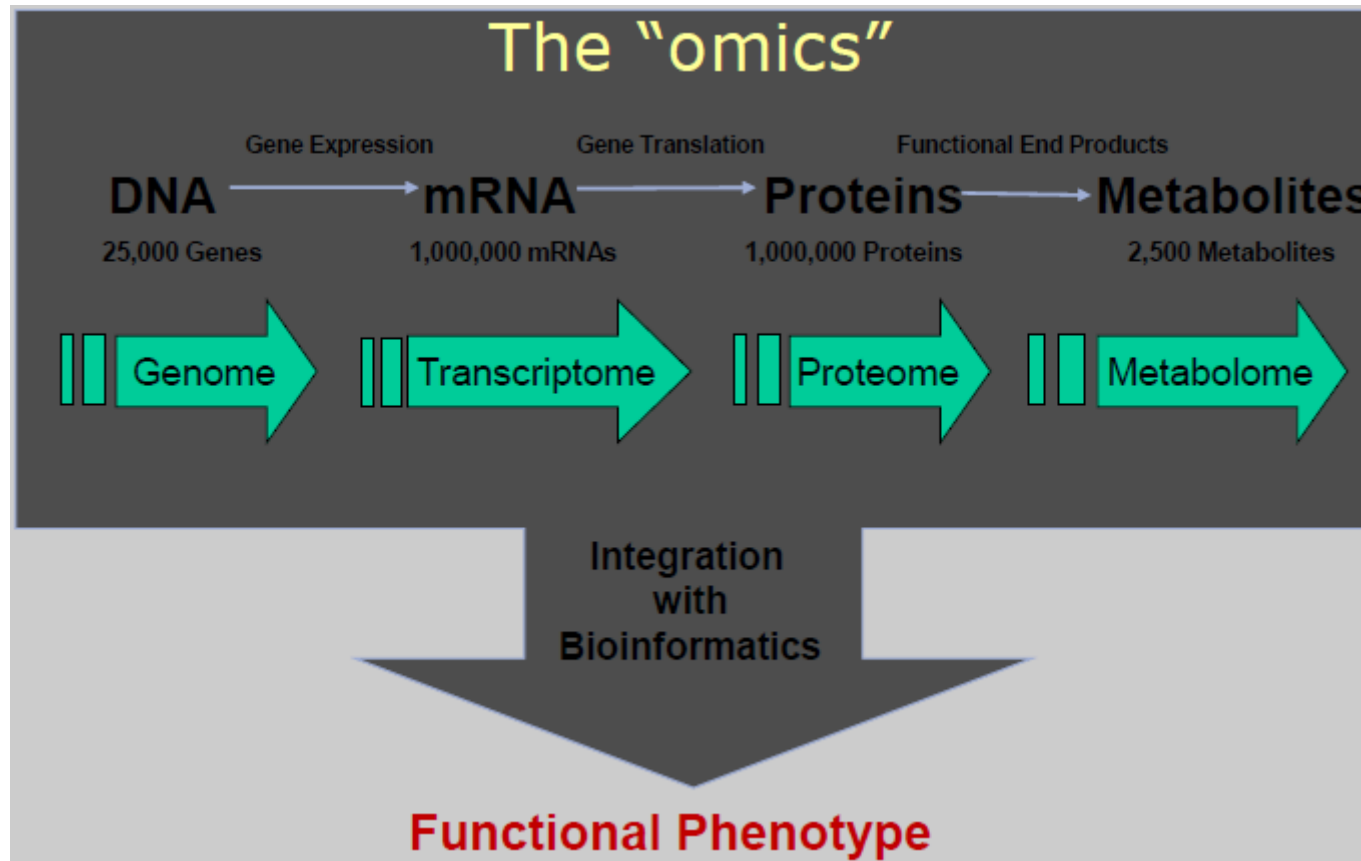 The “omics”
Gene Expression Gene Translation Functional End Products
DNA mRNA Proteins Metabolites
25,000 Genes 1,000,000 mRNAs 1,000,000 Proteins 2,500 Metabolites
Genome Transcriptome Proteome Metabolome
Integration
with
Bioinformatics
Functional Phenotype